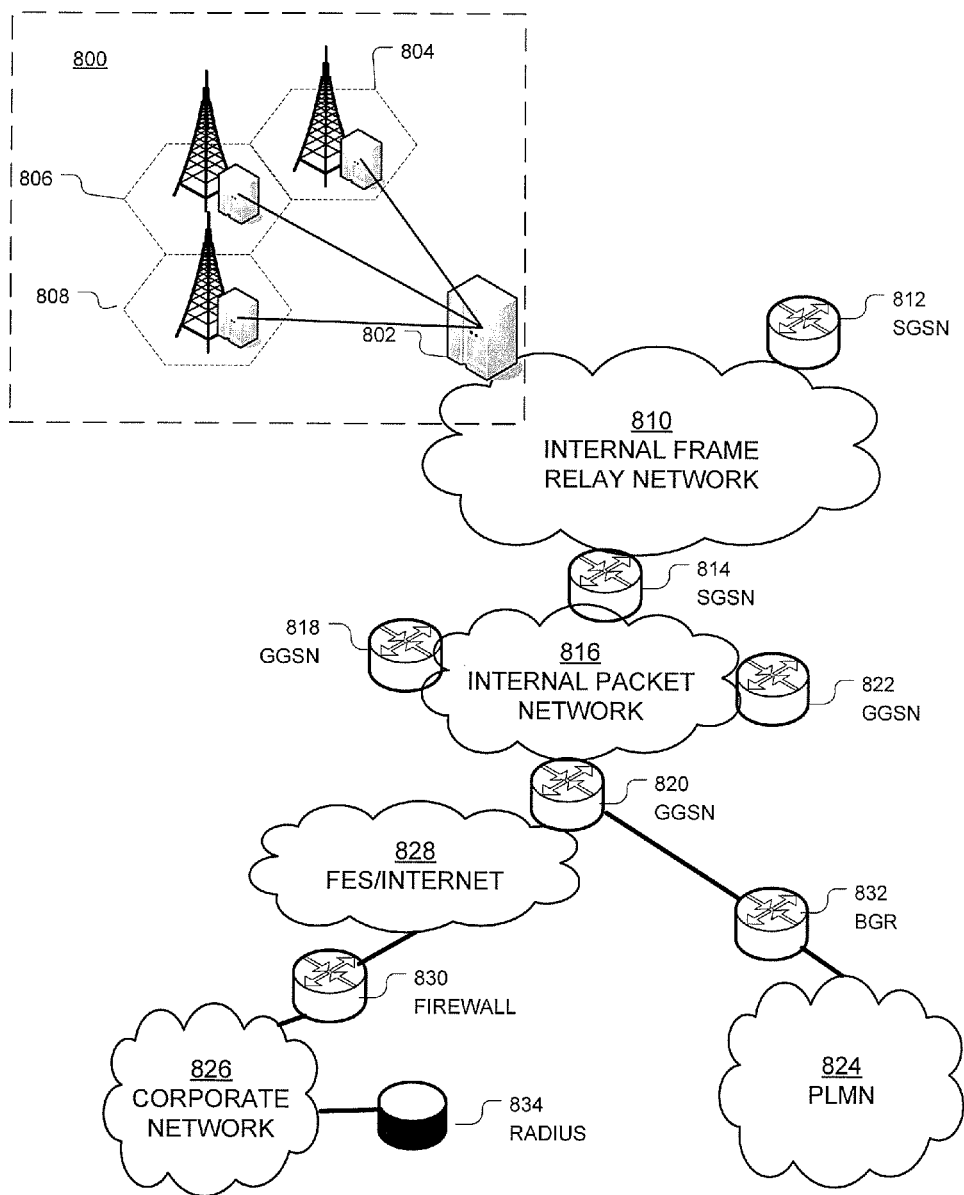 800
804
806
808
802
812
SGSN
810
INTERNAL FRAME
RELAY NETWORK
814
SGSN
818
GGSN
816
INTERNAL PACKET
NETWORK
822
GGSN
820
GGSN
828
FES/INTERNET
832
BGR
830
FIREWALL
826
CORPORATE
NETWORK
834
RADIUS
824
PLMN